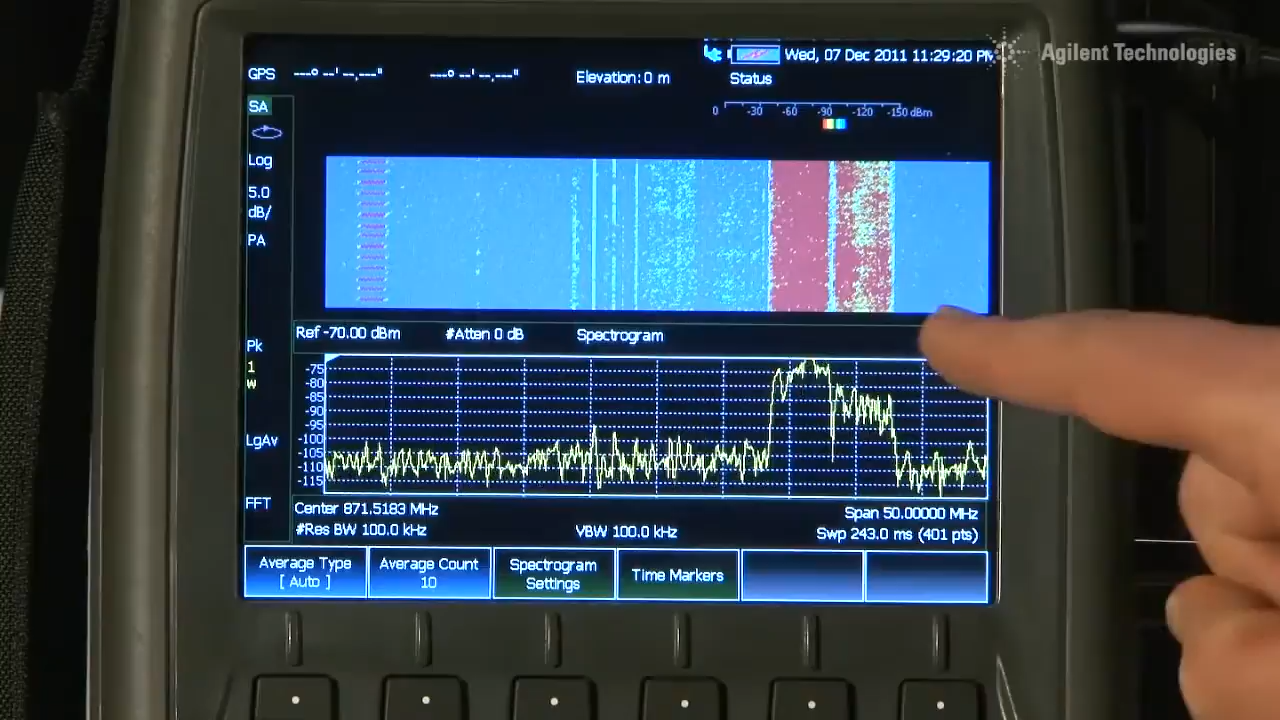 Agilent Technologies
Wed, 07 Dec 2011 11:29:20 PM
GPS ---° --' --.---" ---° --' --.---" Elevation: 0 m Status
SA
0 -30 -60 -90 -120 -150 dBm
Log
5.0
dB/
PA
Ref -70.00 dBm #Atten 0 dB Spectrogram
Pk
1
W
-75
-80
-85
-90
-95
-100
-105
-110
-115
LgAv
FFT
Center 871.5183 MHz Span 50.00000 MHz
#Res BW 100.0 kHz VBW 100.0 kHz Swp 243.0 ms (401 pts)
Average Type
[ Auto ]
Average Count
10
Spectrogram
Settings
Time Markers